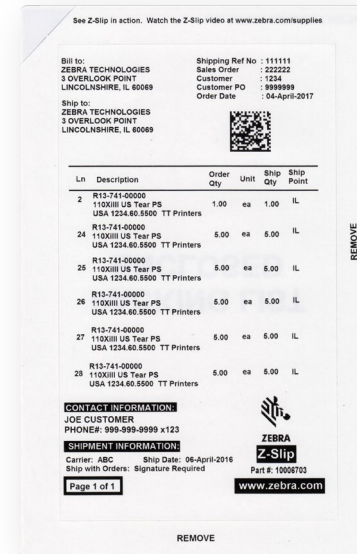 See Z-Slip in action. Watch the Z-Slip video at www.zebra.com/supplies
Bill to:
ZEBRA TECHNOLOGIES
3 OVERLOOK POINT
LINCOLNSHIRE, IL 60069
Ship to:
ZEBRA TECHNOLOGIES
3 OVERLOOK POINT
LINCOLNSHIRE, IL 60069
Shipping Ref No : 111111
Sales Order : 222222
Customer : 1234
Customer PO : 9999999
Order Date : 04-April-2017
Ln Description Order Qty Unit Ship Qty Ship Point
2 R13-741-00000 1.00 ea 1.00 IL
110XiIII US Tear PS
USA 1234.60.5500 TT Printers
24 R13-741-00000 5.00 ea 5.00 IL
110XiIII US Tear PS
USA 1234.60.5500 TT Printers
25 R13-741-00000 5.00 ea 5.00 IL
110XiIII US Tear PS
USA 1234.60.5500 TT Printers
26 R13-741-00000 5.00 ea 5.00 IL
110XiIII US Tear PS
USA 1234.60.5500 TT Printers
27 R13-741-00000 5.00 ea 5.00 IL
110XiIII US Tear PS
USA 1234.60.5500 TT Printers
28 R13-741-00000 5.00 ea 5.00 IL
110XiIII US Tear PS
USA 1234.60.5500 TT Printers
CONTACT INFORMATION:
JOE CUSTOMER
PHONE#: 999-999-9999 x123
SHIPMENT INFORMATION:
Carrier: ABC Ship Date: 06-April-2016
Ship with Orders: Signature Required
Page 1 of 1
ZEBRA
Z-Slip
Part #: 10006703
www.zebra.com
REMOVE
REMOVE